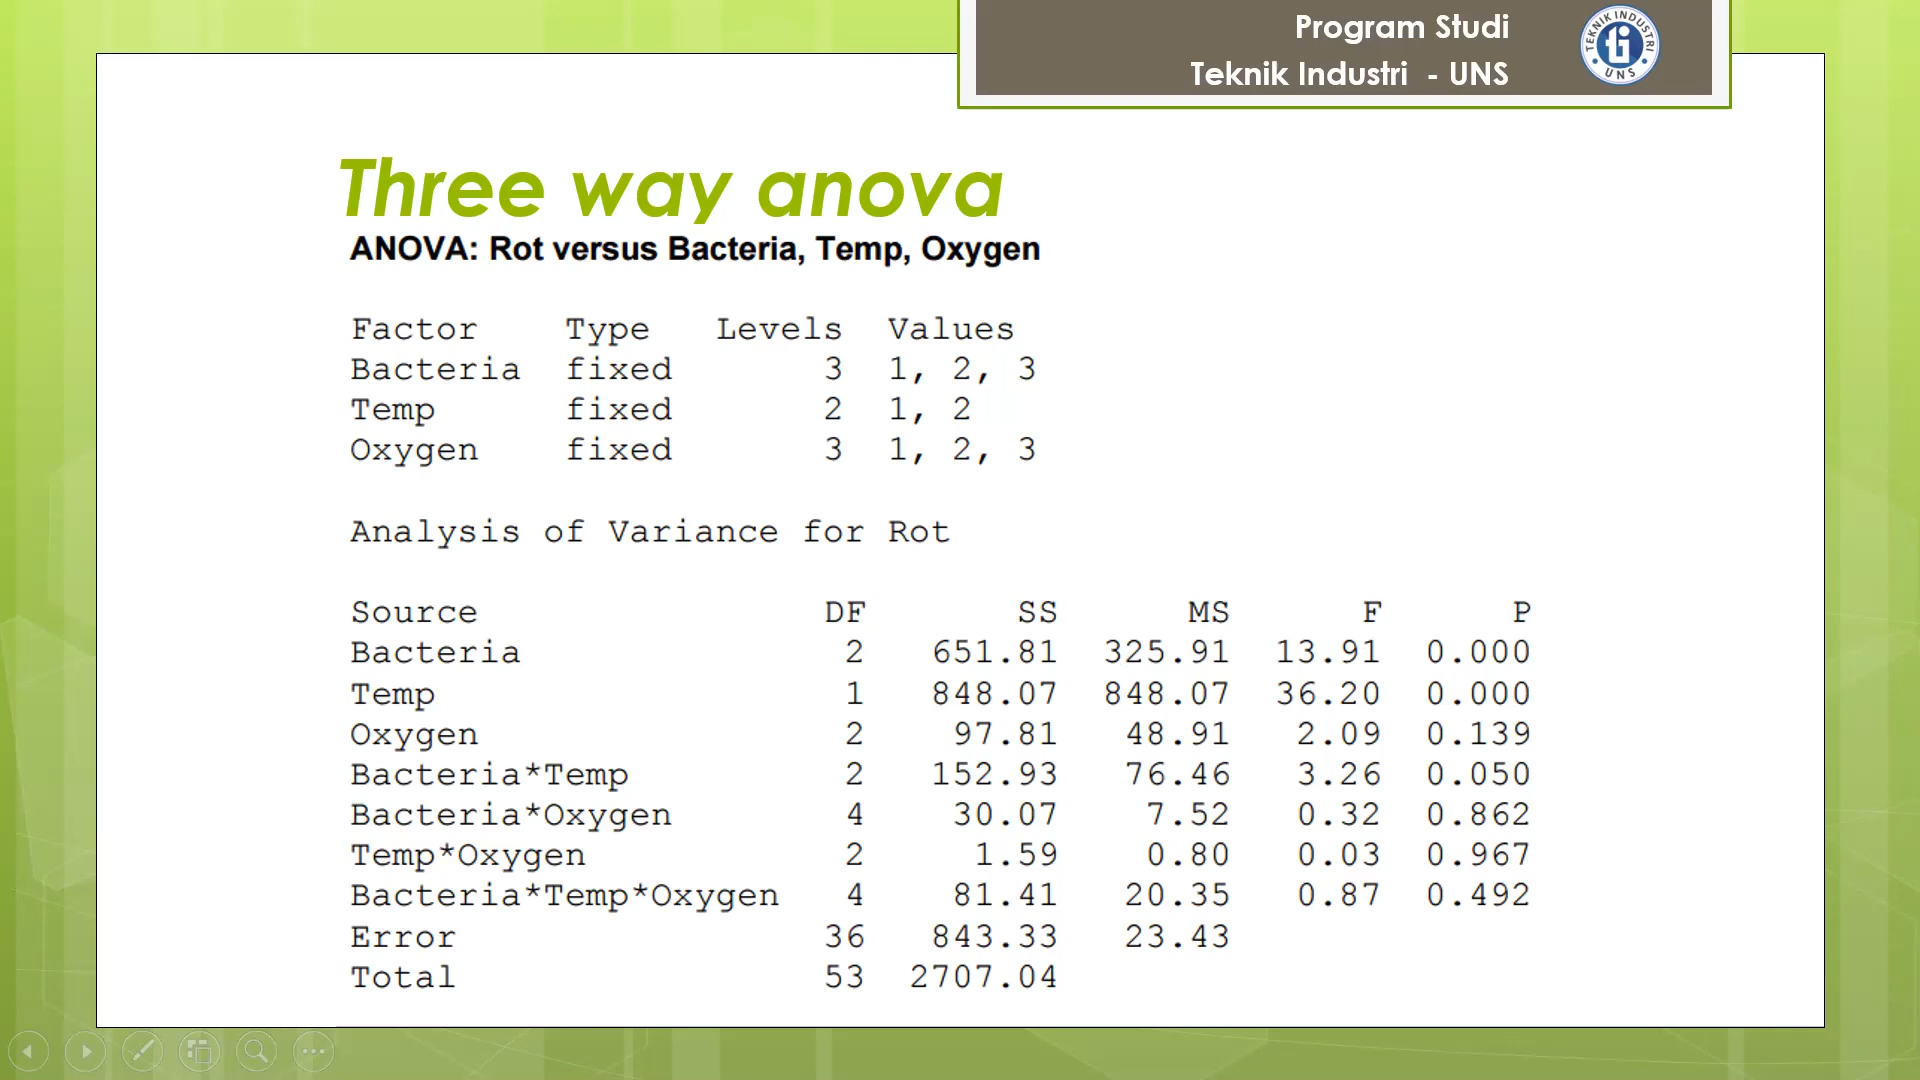 Program Studi
Teknik Industri - UNS
TEKNIK INDUSTRI
ti
UNS
Three way anova
ANOVA: Rot versus Bacteria, Temp, Oxygen
Factor Type Levels Values
Bacteria fixed 3 1, 2, 3
Temp fixed 2 1, 2
Oxygen fixed 3 1, 2, 3
Analysis of Variance for Rot
Source DF SS MS F P
Bacteria 2 651.81 325.91 13.91 0.000
Temp 1 848.07 848.07 36.20 0.000
Oxygen 2 97.81 48.91 2.09 0.139
Bacteria*Temp 2 152.93 76.46 3.26 0.050
Bacteria*Oxygen 4 30.07 7.52 0.32 0.862
Temp*Oxygen 2 1.59 0.80 0.03 0.967
Bacteria*Temp*Oxygen 4 81.41 20.35 0.87 0.492
Error 36 843.33 23.43
Total 53 2707.04